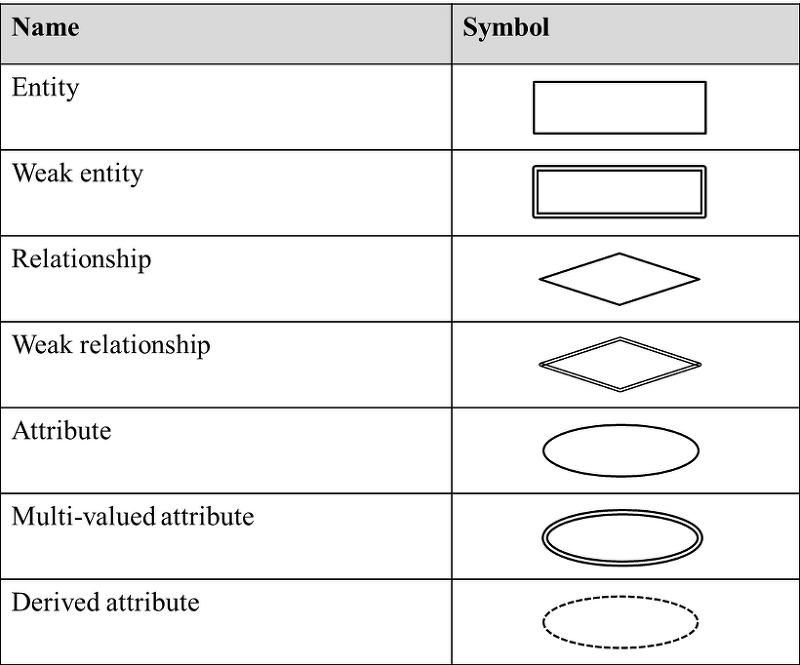 Name
Symbol
Entity
Weak entity
Relationship
Weak relationship
Attribute
Multi-valued attribute
Derived attribute